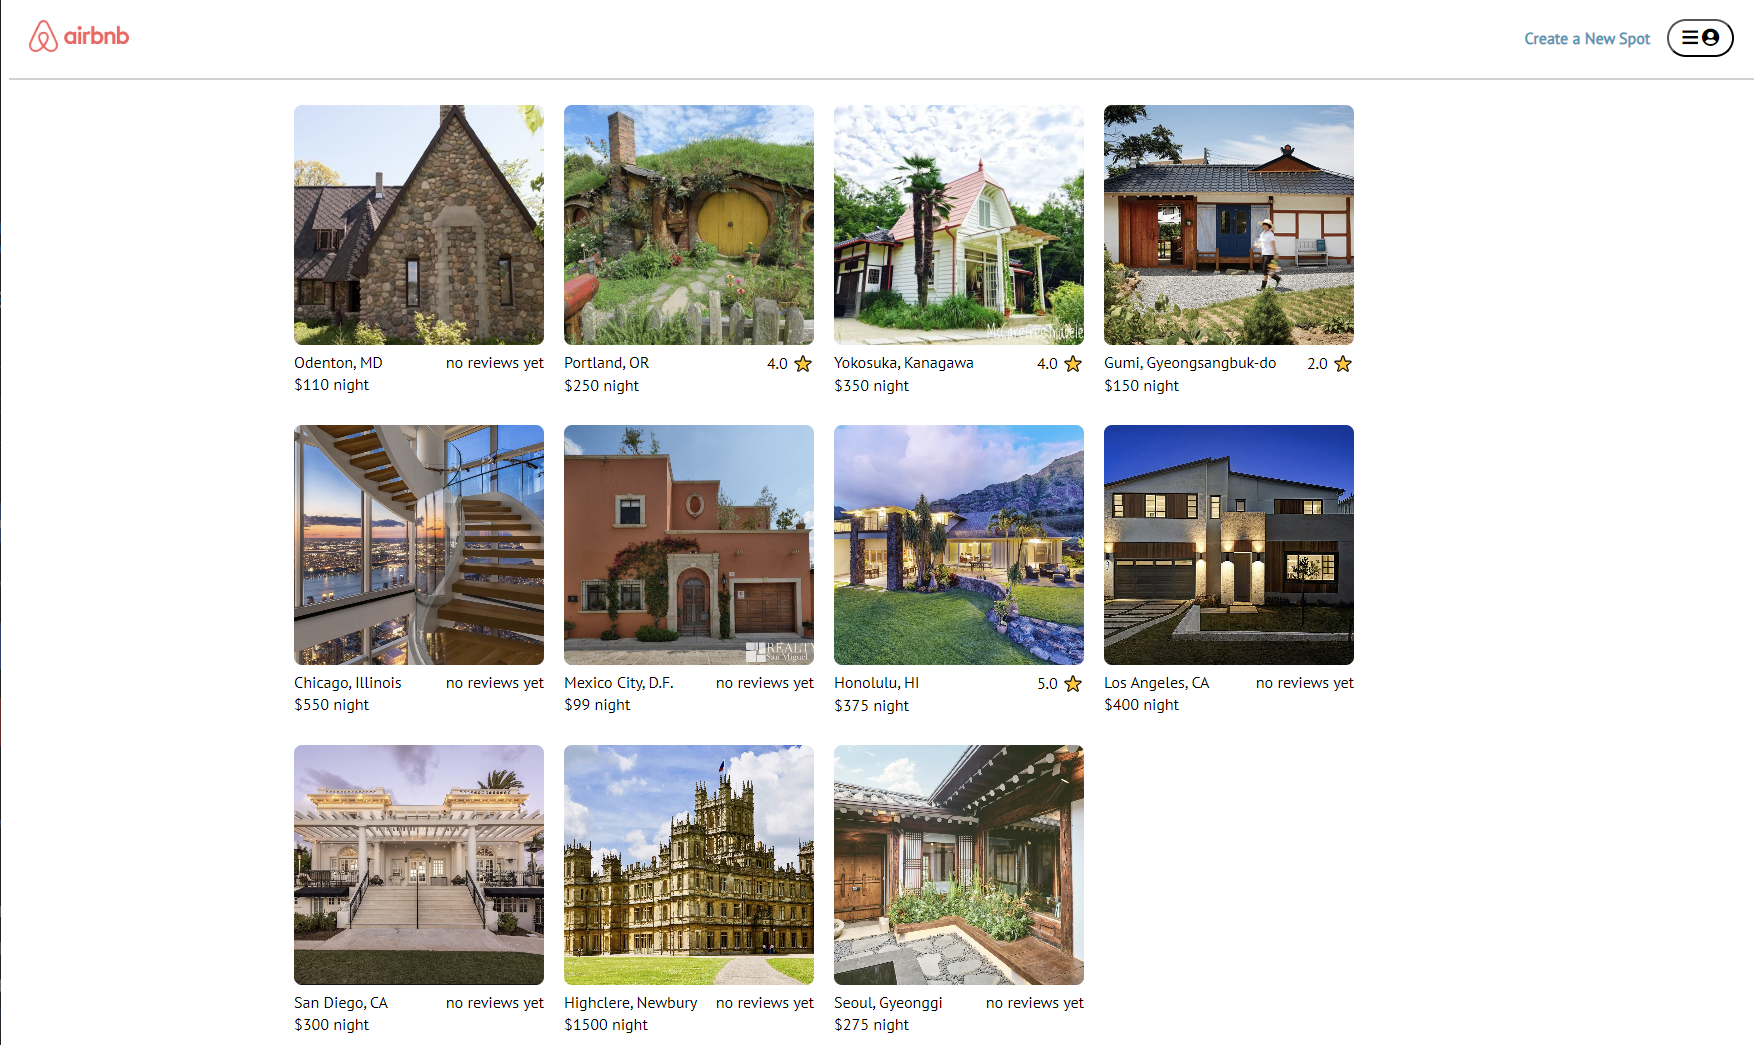 airbnb
Create a New Spot
Odenton, MD no reviews yet
$110 night
Portland, OR 4.0
$250 night
Yokosuka, Kanagawa 4.0
$350 night
Gumi, Gyeongsangbuk-do 2.0
$150 night
Chicago, Illinois no reviews yet
$550 night
REALTY
San Miguel
Mexico City, D.F. no reviews yet
$99 night
Honolulu, HI 5.0
$375 night
Los Angeles, CA no reviews yet
$400 night
San Diego, CA no reviews yet
$300 night
Highclere, Newbury no reviews yet
$1500 night
Seoul, Gyeonggi no reviews yet
$275 night